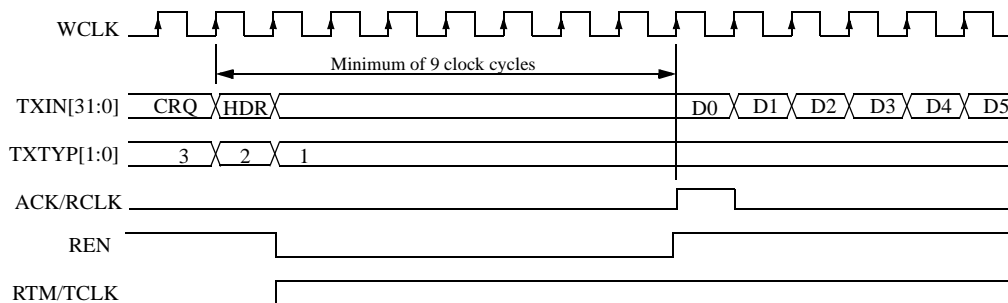 WCLK
Minimum of 9 clock cycles
TXIN[31:0] CRQ HDR D0 D1 D2 D3 D4 D5
TXTYP[1:0] 3 2 1
ACK/RCLK
REN
RTM/TCLK